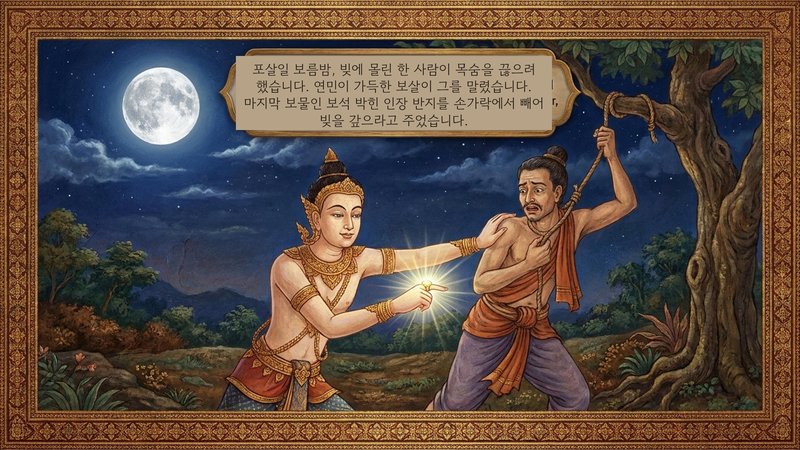 포살일 보름밤, 빚에 몰린 한 사람이 목숨을 끊으려
했습니다. 연민이 가득한 보살이 그를 말렸습니다.
마지막 보물인 보석 박힌 인장 반지를 손가락에서 빼어
빚을 갚으라고 주었습니다.